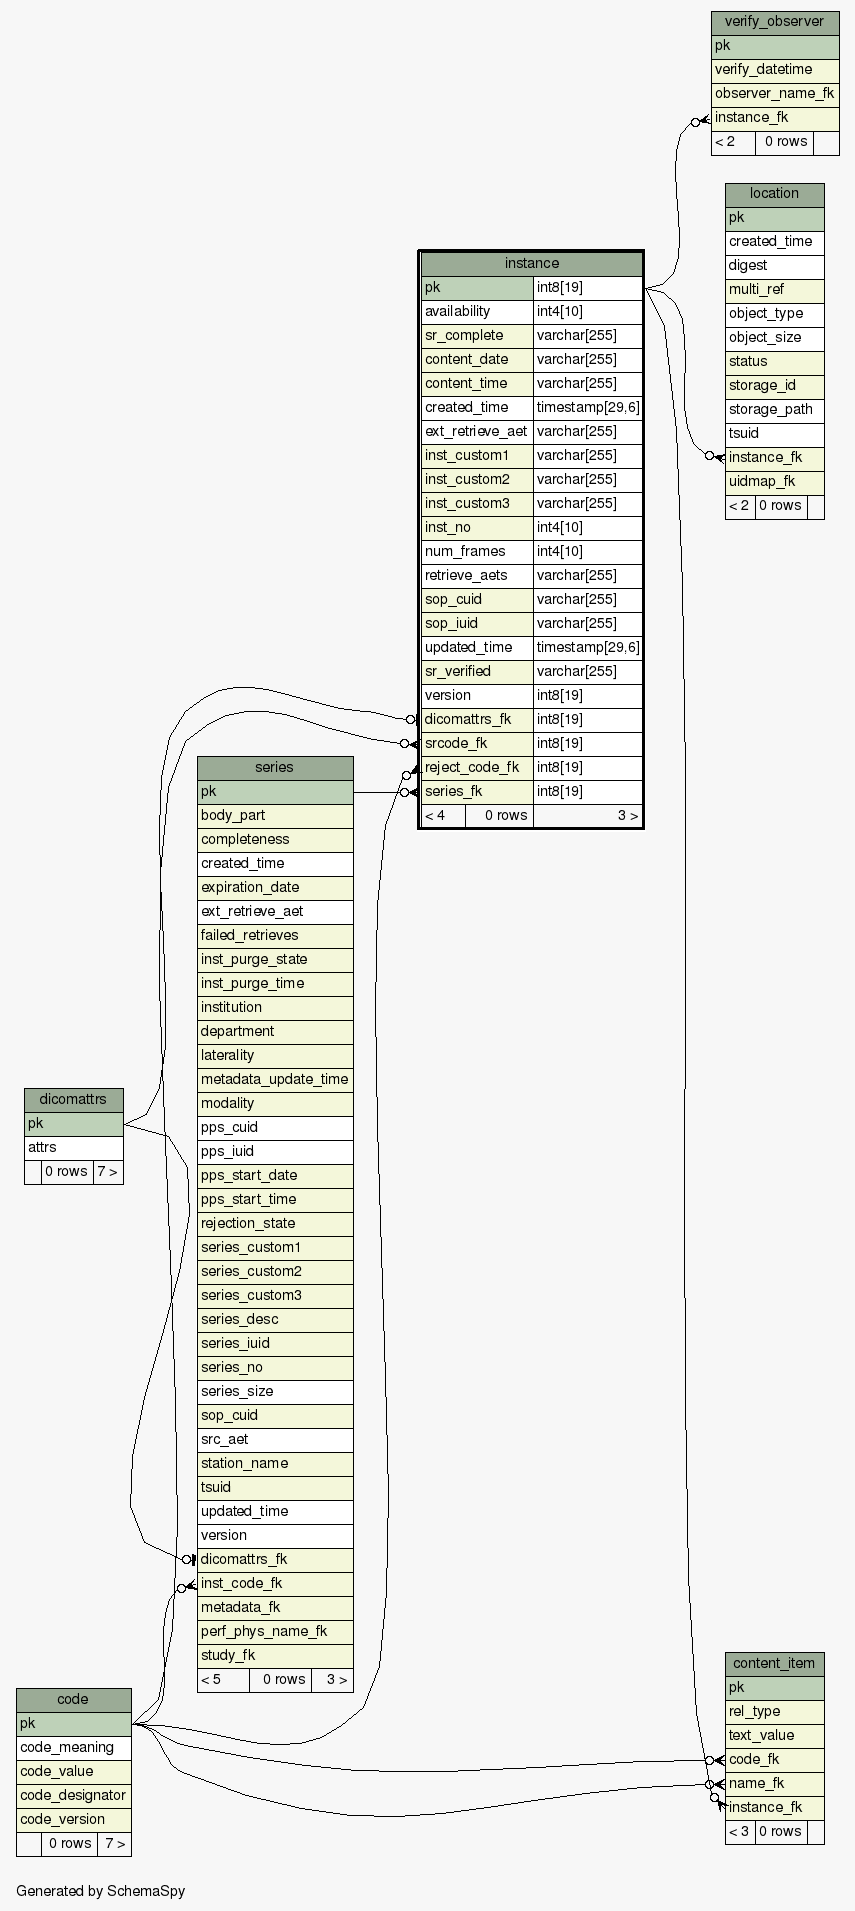 verify_observer
pk
verify_datetime
observer_name_fk
instance_fk
< 2 0 rows
location
pk
created_time
digest
multi_ref
object_type
object_size
status
storage_id
storage_path
tsuid
instance_fk
uidmap_fk
< 2 0 rows
instance
pk int8[19]
availability int4[10]
sr_complete varchar[255]
content_date varchar[255]
content_time varchar[255]
created_time timestamp[29,6]
ext_retrieve_aet varchar[255]
inst_custom1 varchar[255]
inst_custom2 varchar[255]
inst_custom3 varchar[255]
inst_no int4[10]
num_frames int4[10]
retrieve_aets varchar[255]
sop_cuid varchar[255]
sop_iuid varchar[255]
updated_time timestamp[29,6]
sr_verified varchar[255]
version int8[19]
dicomattrs_fk int8[19]
srcode_fk int8[19]
reject_code_fk int8[19]
series_fk int8[19]
< 4 0 rows 3 >
series
pk
body_part
completeness
created_time
expiration_date
ext_retrieve_aet
failed_retrieves
inst_purge_state
inst_purge_time
institution
department
laterality
metadata_update_time
modality
pps_cuid
pps_iuid
pps_start_date
pps_start_time
rejection_state
series_custom1
series_custom2
series_custom3
series_desc
series_iuid
series_no
series_size
sop_cuid
src_aet
station_name
tsuid
updated_time
version
dicomattrs_fk
inst_code_fk
metadata_fk
perf_phys_name_fk
study_fk
< 5 0 rows 3 >
dicomattrs
pk
attrs
0 rows 7 >
code
pk
code_meaning
code_value
code_designator
code_version
0 rows 7 >
content_item
pk
rel_type
text_value
code_fk
name_fk
instance_fk
< 3 0 rows
Generated by SchemaSpy